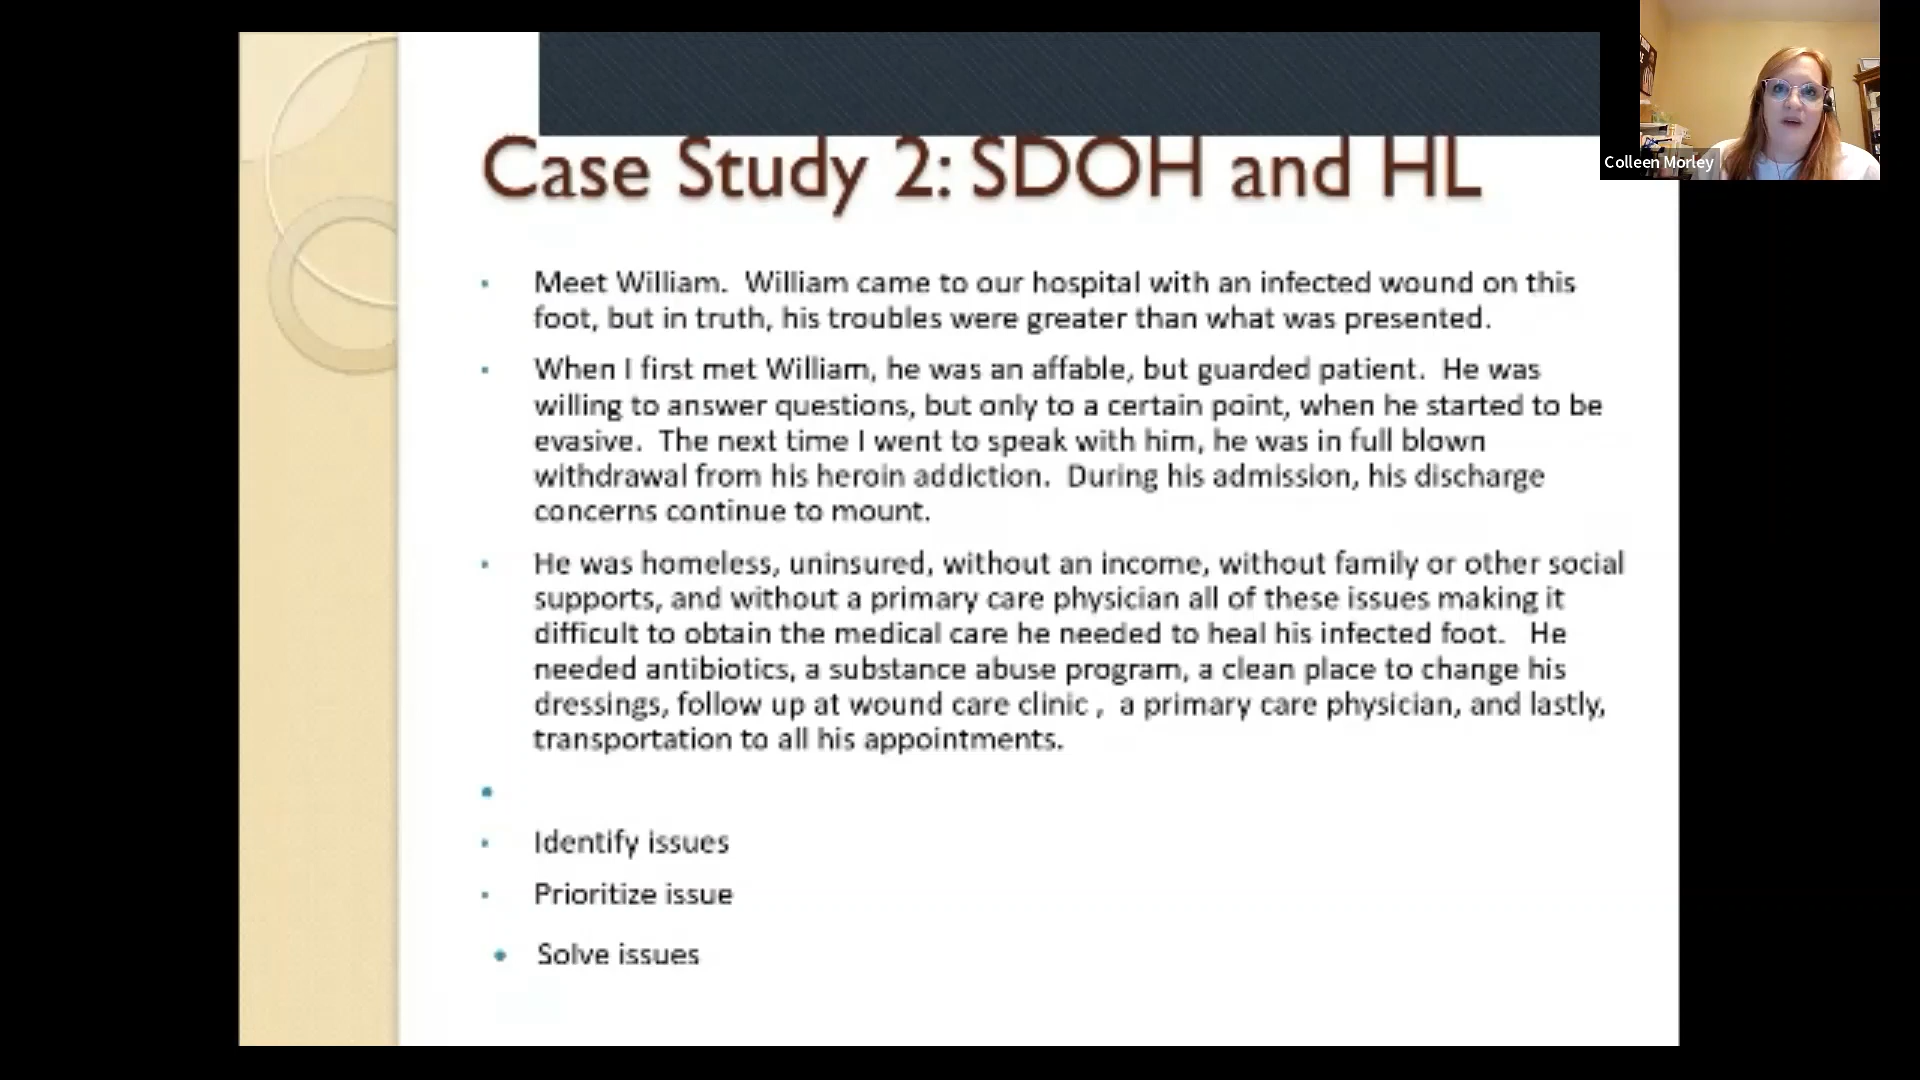 Case Study 2: SDOH and HL
Colleen Morley
Meet William.  William came to our hospital with an infected wound on this
foot, but in truth, his troubles were greater than what was presented.
When I first met William, he was an affable, but guarded patient.  He was
willing to answer questions, but only to a certain point, when he started to be
evasive.  The next time I went to speak with him, he was in full blown
withdrawal from his heroin addiction.  During his admission, his discharge
concerns continue to mount.
He was homeless, uninsured, without an income, without family or other social
supports, and without a primary care physician all of these issues making it
difficult to obtain the medical care he needed to heal his infected foot.   He
needed antibiotics, a substance abuse program, a clean place to change his
dressings, follow up at wound care clinic ,  a primary care physician, and lastly,
transportation to all his appointments.
Identify issues
Prioritize issue
Solve issues